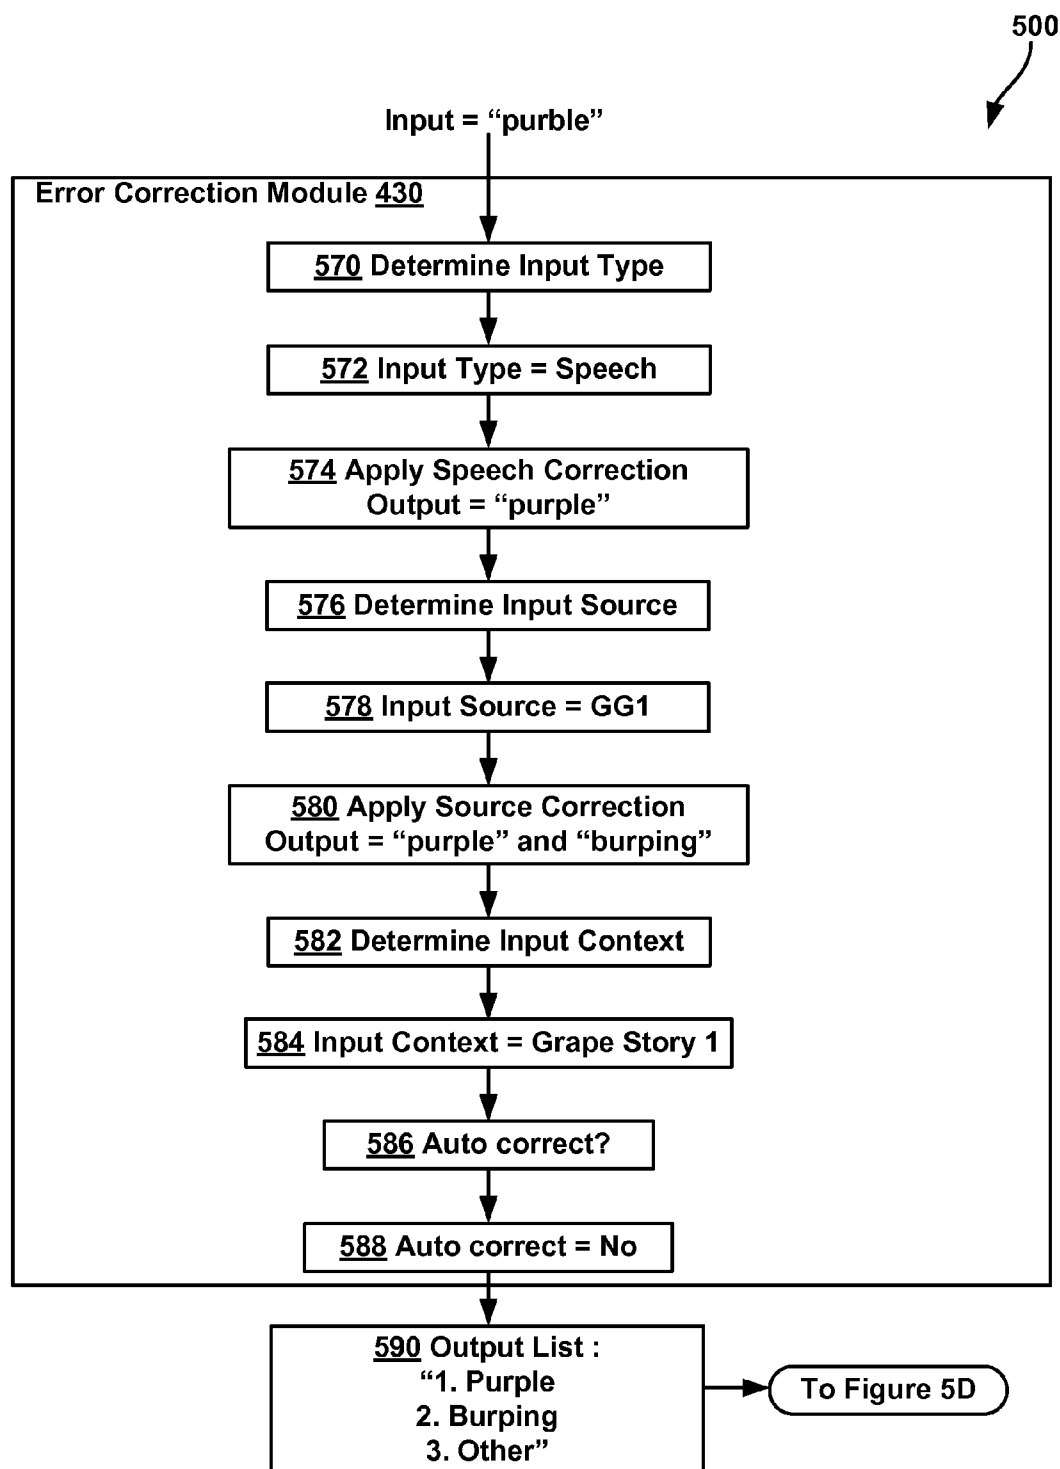 500
Input = “purble”
Error Correction Module 430
570 Determine Input Type
572 Input Type = Speech
574 Apply Speech Correction
Output = “purple”
576 Determine Input Source
578 Input Source = GG1
580 Apply Source Correction
Output = “purple” and “burping”
582 Determine Input Context
584 Input Context = Grape Story 1
586 Auto correct?
588 Auto correct = No
590 Output List :
“1. Purple
2. Burping
3. Other”
To Figure 5D